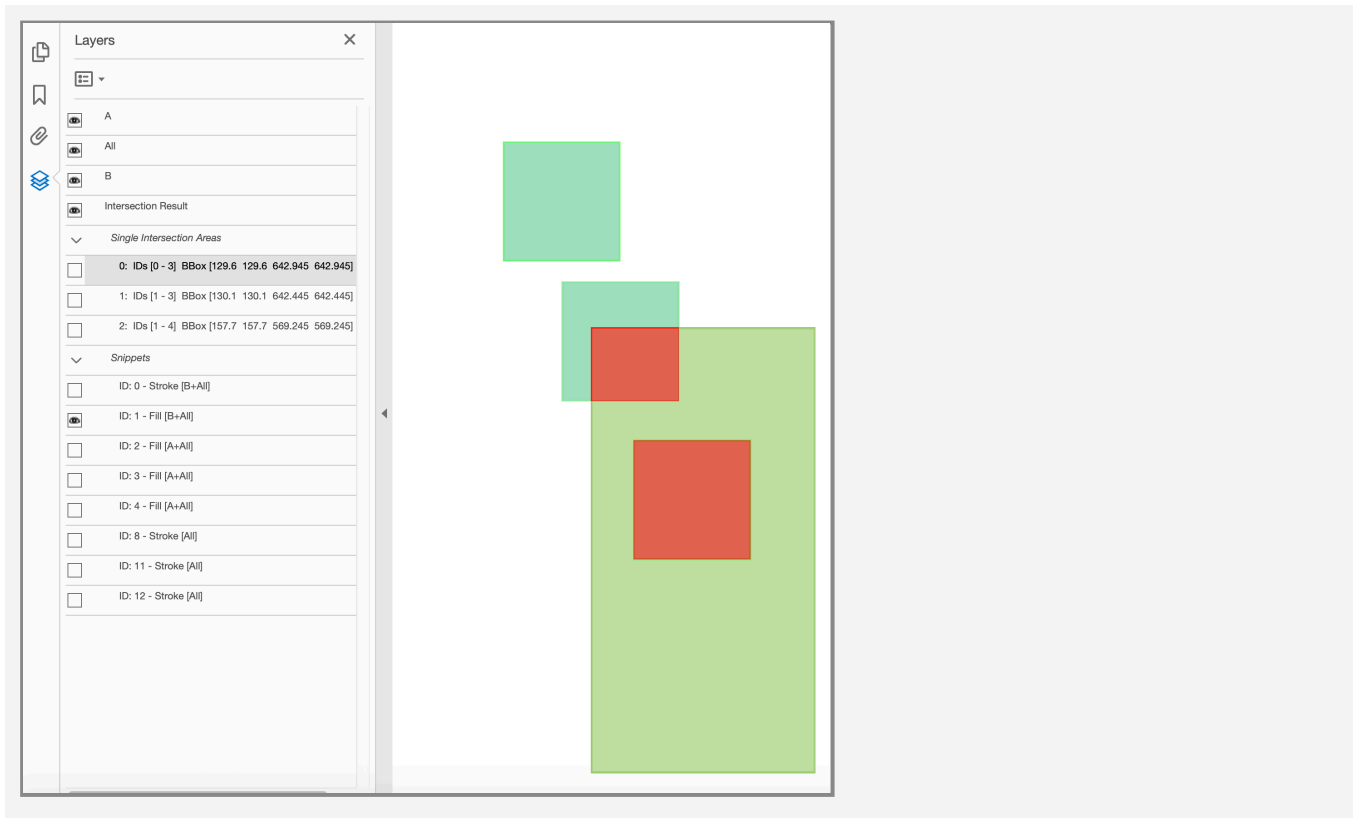 Layers
A
All
B
Intersection Result
Single Intersection Areas
0: IDs [0 - 3] BBox [129.6 129.6 642.945 642.945]
1: IDs [1 - 3] BBox [130.1 130.1 642.445 642.445]
2: IDs [1 - 4] BBox [157.7 157.7 569.245 569.245]
Snippets
ID: 0 - Stroke [B+All]
ID: 1 - Fill [B+All]
ID: 2 - Fill [A+All]
ID: 3 - Fill [A+All]
ID: 4 - Fill [A+All]
ID: 8 - Stroke [All]
ID: 11 - Stroke [All]
ID: 12 - Stroke [All]